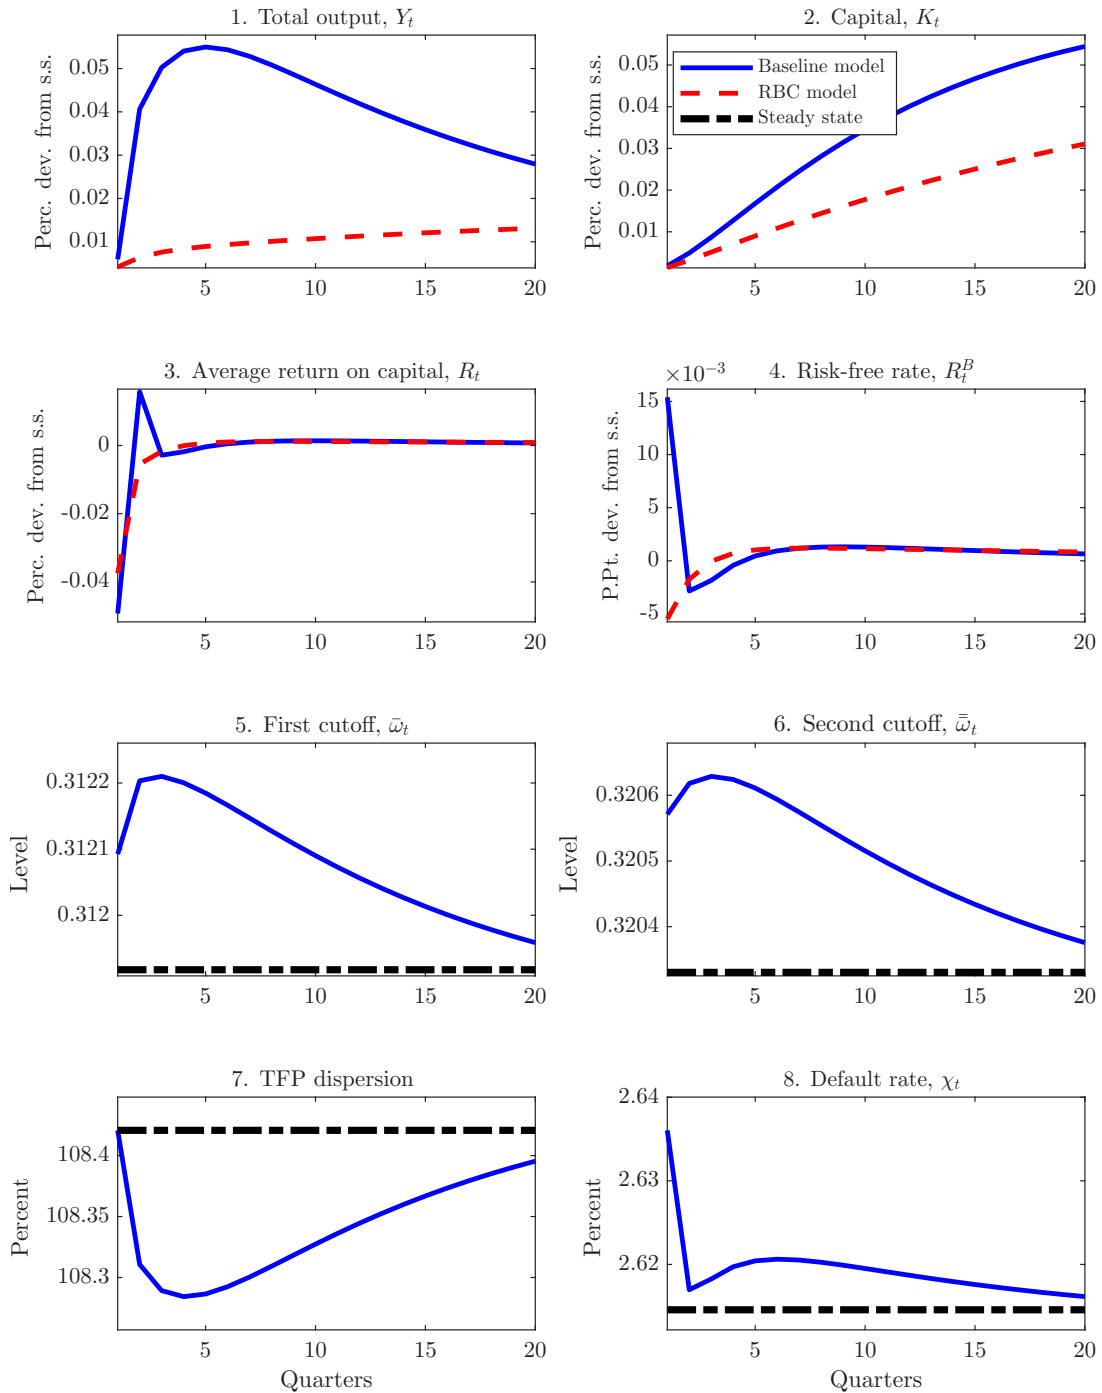 1. Total output, Y_t
Perc. dev. from s.s.
0.05
0.04
0.03
0.02
0.01
5 10 15 20
2. Capital, K_t
Perc. dev. from s.s.
0.05
0.04
0.03
0.02
0.01
Baseline model
RBC model
Steady state
5 10 15 20
3. Average return on capital, R_t
Perc. dev. from s.s.
0
-0.02
-0.04
5 10 15 20
4. Risk-free rate, R_t^B
×10^{-3}
P.Pt. dev. from s.s.
15
10
5
0
-5
5 10 15 20
5. First cutoff, ω̄_t
Level
0.3122
0.3121
0.312
5 10 15 20
6. Second cutoff, ω̿_t
Level
0.3206
0.3205
0.3204
5 10 15 20
7. TFP dispersion
Percent
108.4
108.35
108.3
5 10 15 20
Quarters
8. Default rate, χ_t
Percent
2.64
2.63
2.62
5 10 15 20
Quarters